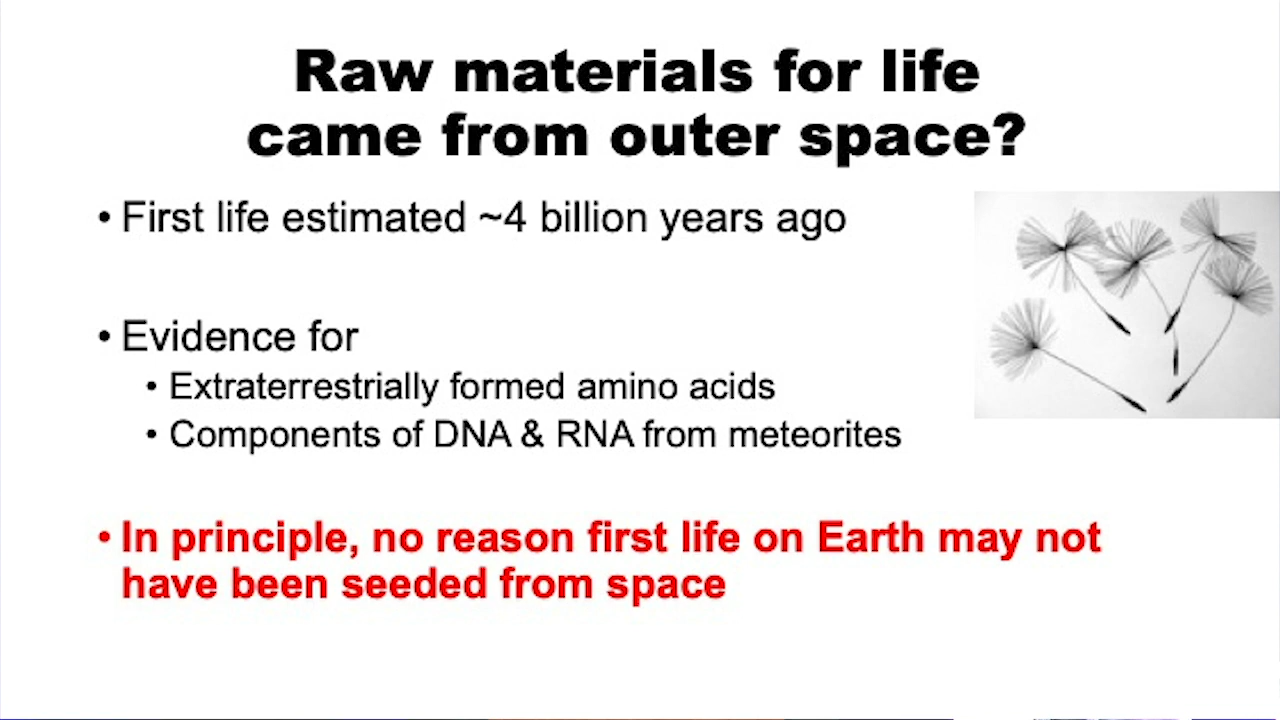 Raw materials for life
came from outer space?
• First life estimated ~4 billion years ago
• Evidence for
• Extraterrestrially formed amino acids
• Components of DNA & RNA from meteorites
• In principle, no reason first life on Earth may not
have been seeded from space